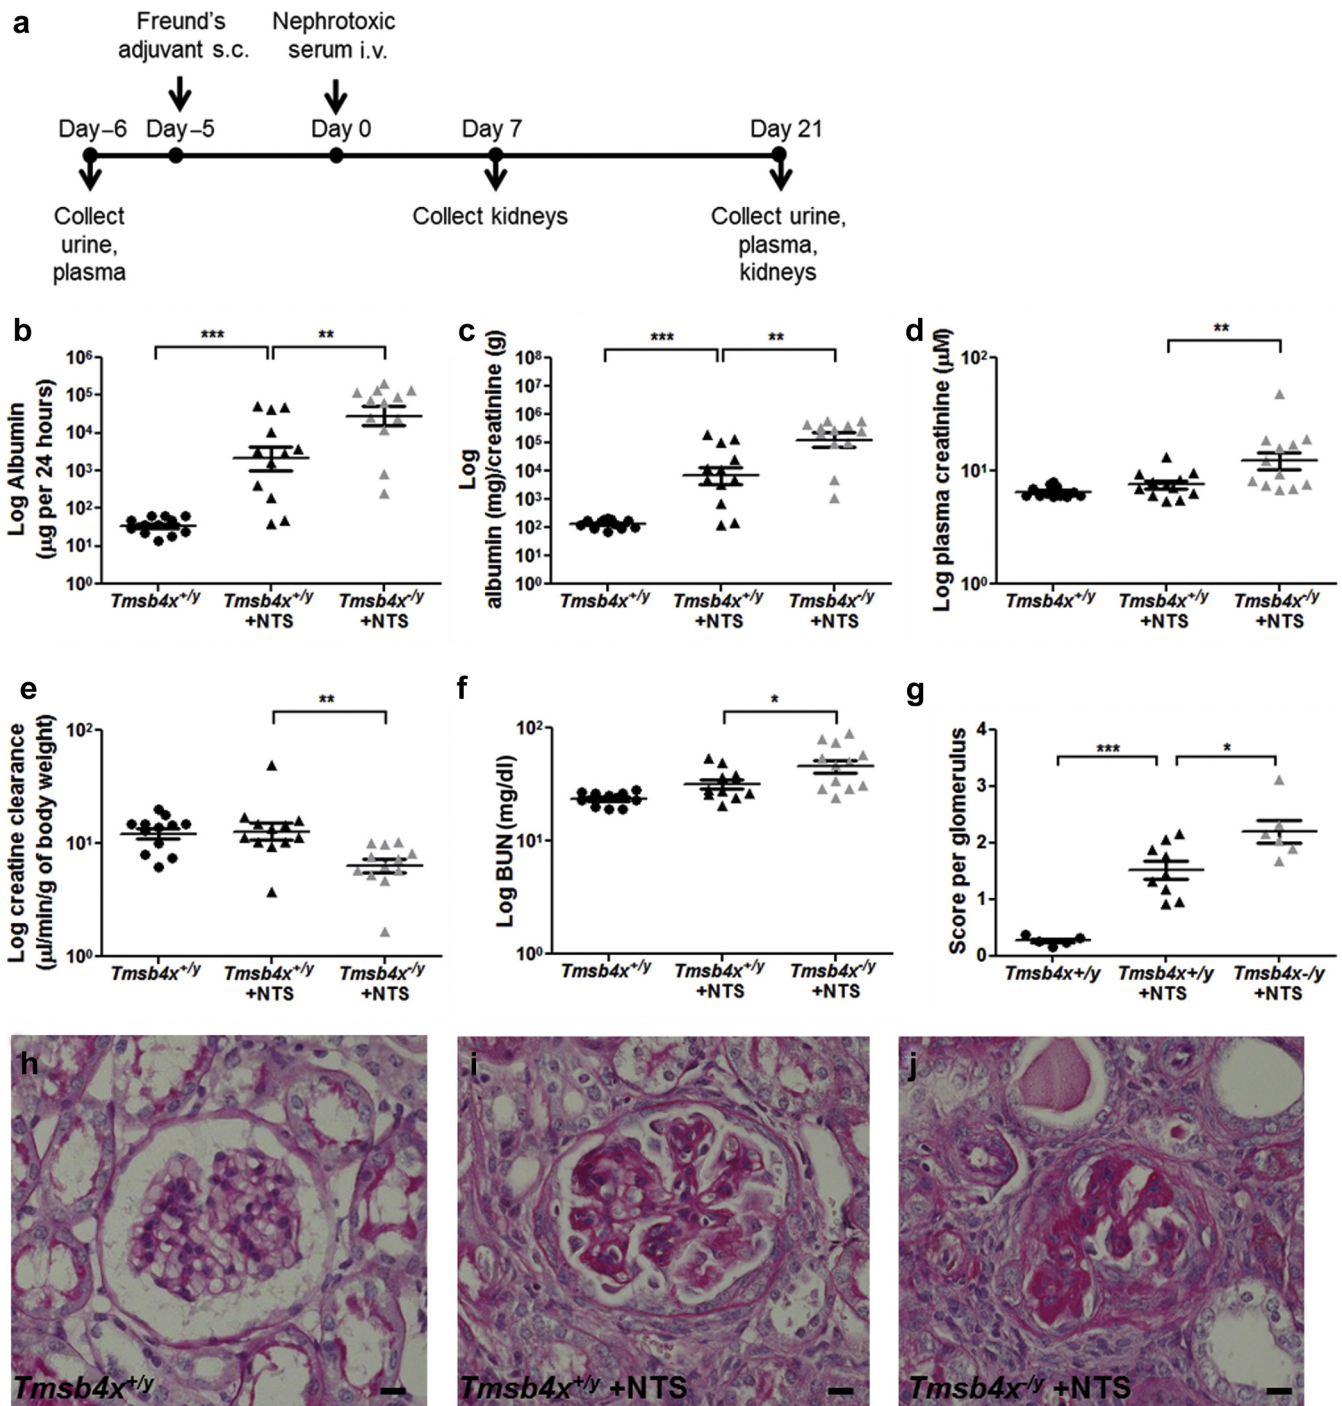 a
Freund's
adjuvant s.c.
Nephrotoxic
serum i.v.
Day–6
Day–5
Day 0
Day 7
Day 21
Collect
urine,
plasma
Collect kidneys
Collect urine,
plasma,
kidneys
b
Log Albumin
(µg per 24 hours)
10⁶
10⁵
10⁴
10³
10²
10¹
10⁰
***
**
Tmsb4x⁺/ʸ
Tmsb4x⁺/ʸ
+NTS
Tmsb4x⁻/ʸ
+NTS
c
Log
albumin (mg)/creatinine (g)
10⁸
10⁷
10⁶
10⁵
10⁴
10³
10²
10¹
10⁰
***
**
Tmsb4x⁺/ʸ
Tmsb4x⁺/ʸ
+NTS
Tmsb4x⁻/ʸ
+NTS
d
Log plasma creatinine (µM)
10²
10¹
10⁰
**
Tmsb4x⁺/ʸ
Tmsb4x⁺/ʸ
+NTS
Tmsb4x⁻/ʸ
+NTS
e
Log creatine clearance
(µl/min/g of body weight)
10²
10¹
10⁰
**
Tmsb4x⁺/ʸ
Tmsb4x⁺/ʸ
+NTS
Tmsb4x⁻/ʸ
+NTS
f
Log BUN (mg/dl)
10²
10¹
10⁰
*
Tmsb4x⁺/ʸ
Tmsb4x⁺/ʸ
+NTS
Tmsb4x⁻/ʸ
+NTS
g
Score per glomerulus
4
3
2
1
0
***
*
Tmsb4x+/y
Tmsb4x+/y
+NTS
Tmsb4x-/y
+NTS
h
Tmsb4x⁺/ʸ
i
Tmsb4x⁺/ʸ +NTS
j
Tmsb4x⁻/ʸ +NTS